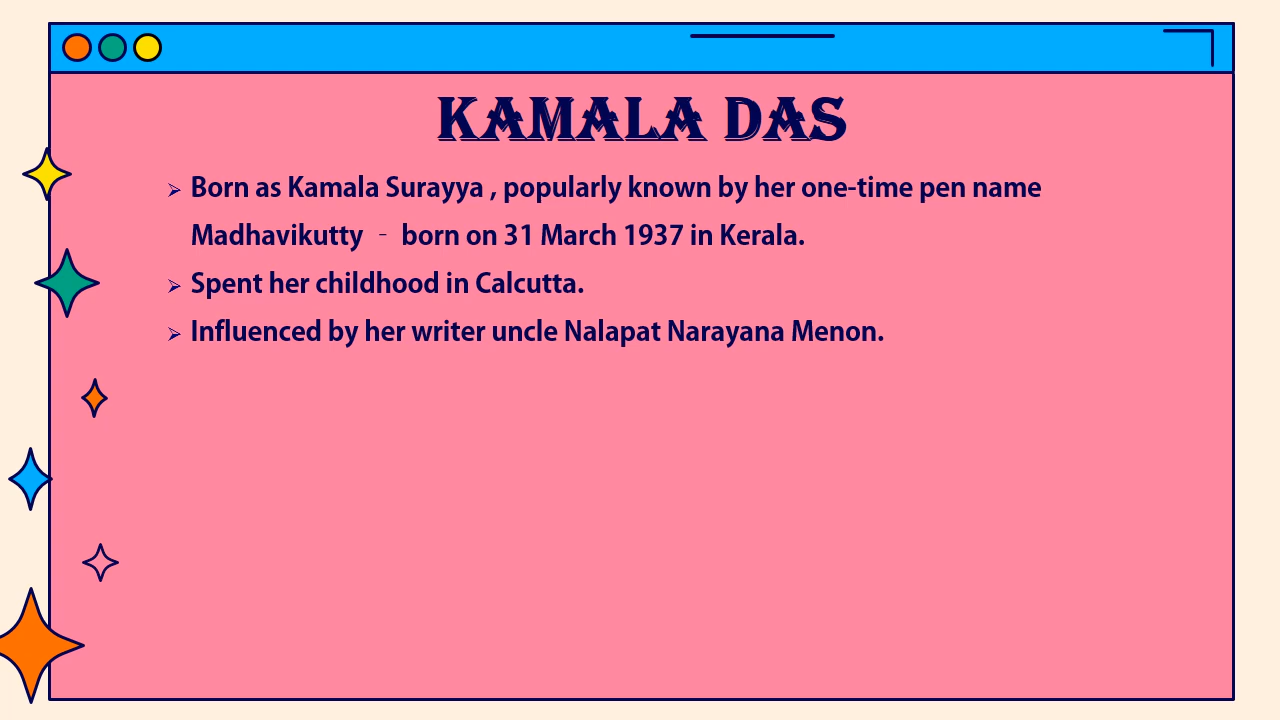 KAMALA DAS
➢ Born as Kamala Surayya , popularly known by her one-time pen name
Madhavikutty - born on 31 March 1937 in Kerala.
➢ Spent her childhood in Calcutta.
➢ Influenced by her writer uncle Nalapat Narayana Menon.